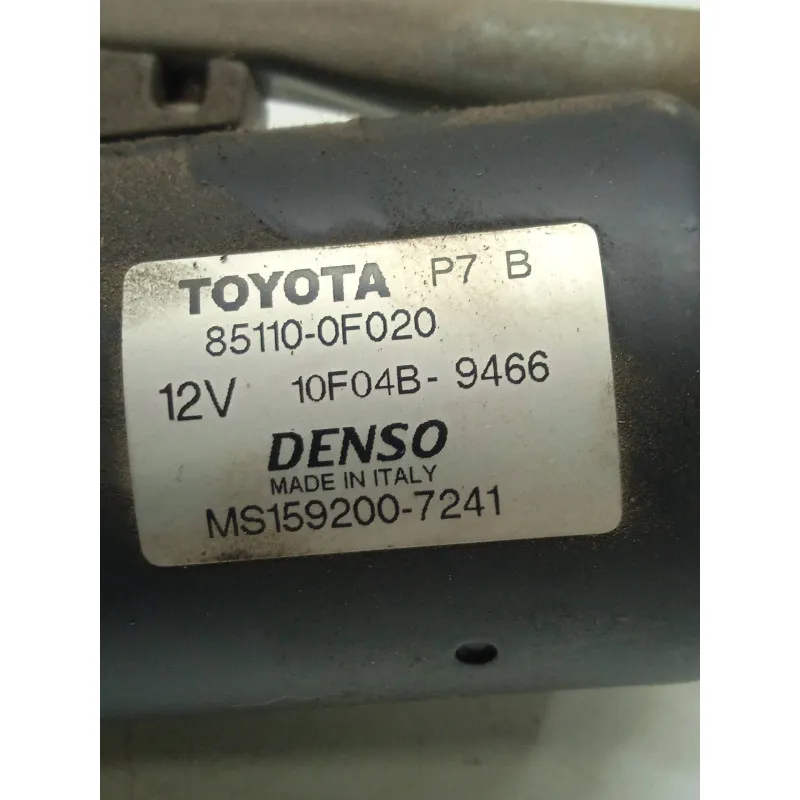 TOYOTA P7 B
85110-0F020
12V 10F04B- 9466
DENSO
MADE IN ITALY
MS159200-7241